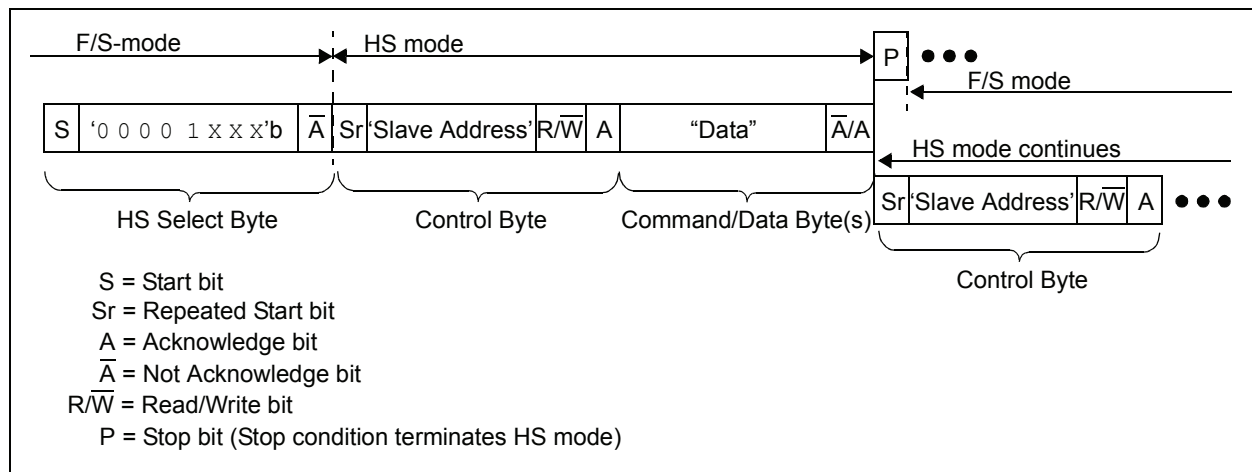 F/S-mode
HS mode
P
F/S mode
S
‘0 0 0 0 1 X X X’b
A̅
Sr
‘Slave Address’
R/W̅
A
“Data”
A̅/A
HS mode continues
HS Select Byte
Control Byte
Command/Data Byte(s)
Sr
‘Slave Address’
R/W̅
A
Control Byte
S = Start bit
Sr = Repeated Start bit
A = Acknowledge bit
A̅ = Not Acknowledge bit
R/W̅ = Read/Write bit
P = Stop bit (Stop condition terminates HS mode)